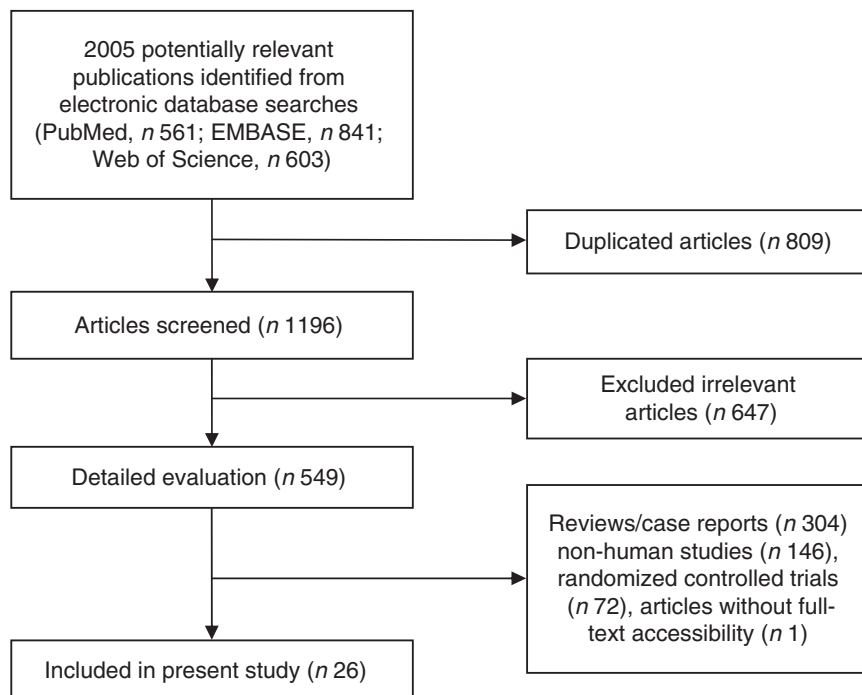 2005 potentially relevant
publications identified from
electronic database searches
(PubMed, n 561; EMBASE, n 841;
Web of Science, n 603)
Duplicated articles (n 809)
Articles screened (n 1196)
Excluded irrelevant
articles (n 647)
Detailed evaluation (n 549)
Reviews/case reports (n 304)
non-human studies (n 146),
randomized controlled trials
(n 72), articles without full-
text accessibility (n 1)
Included in present study (n 26)